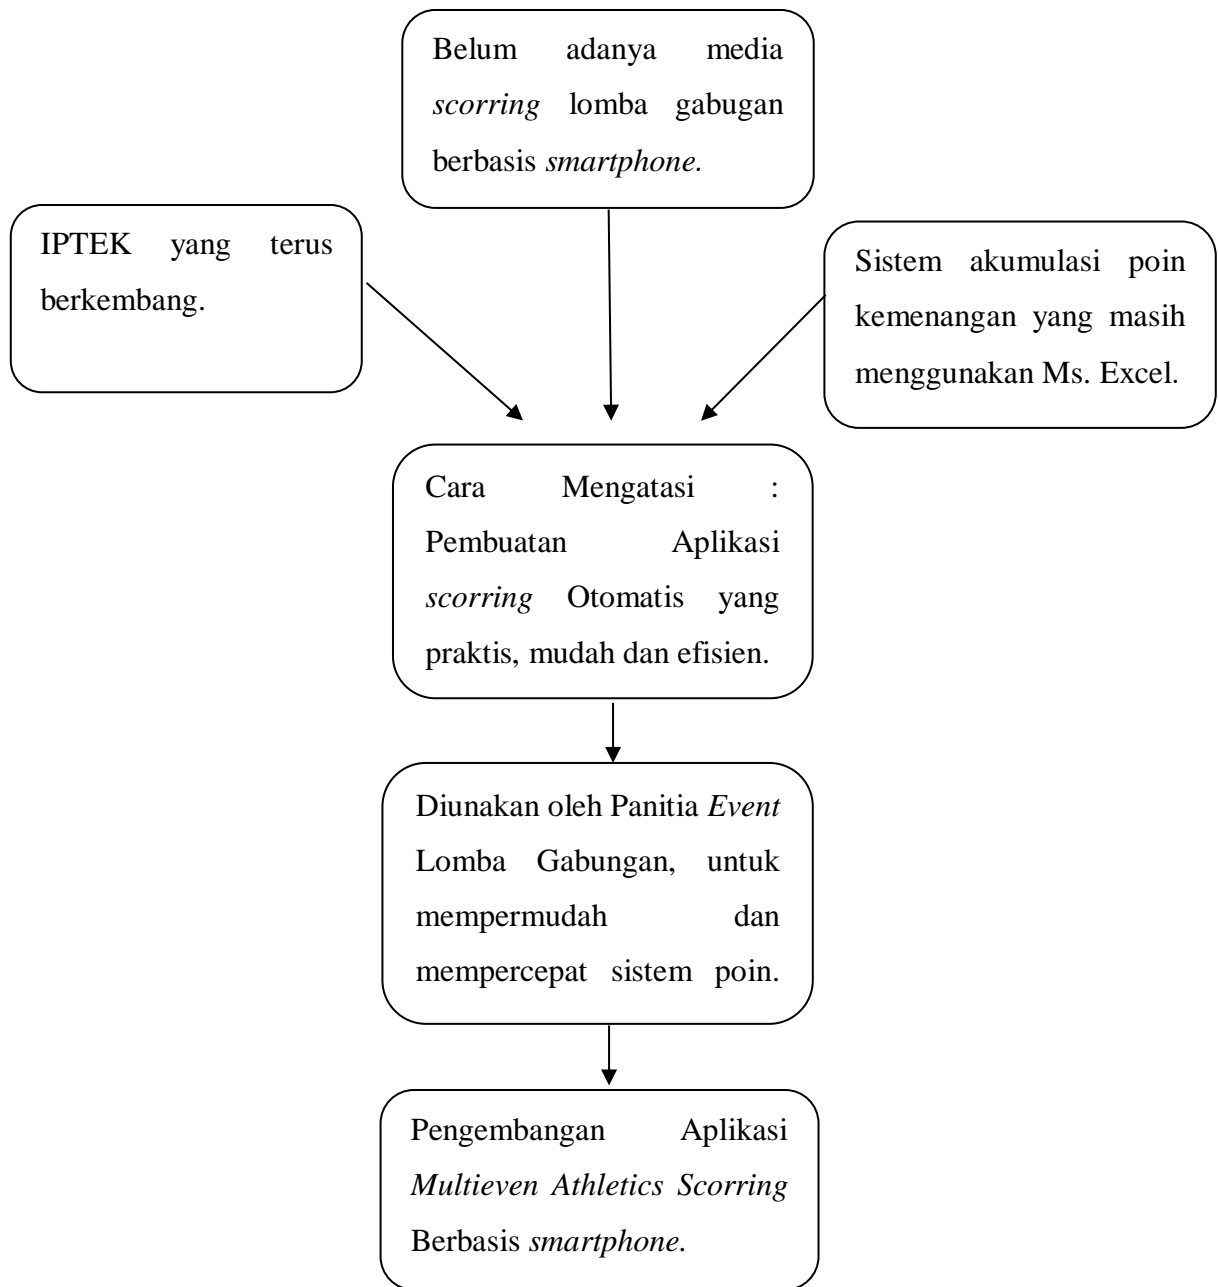 Belum adanya media
scorring lomba gabugan
berbasis smartphone.
IPTEK yang terus
berkembang.
Sistem akumulasi poin
kemenangan yang masih
menggunakan Ms. Excel.
Cara Mengatasi :
Pembuatan Aplikasi
scorring Otomatis yang
praktis, mudah dan efisien.
Diunakan oleh Panitia Event
Lomba Gabungan, untuk
mempermudah dan
mempercepat sistem poin.
Pengembangan Aplikasi
Multieven Athletics Scorring
Berbasis smartphone.